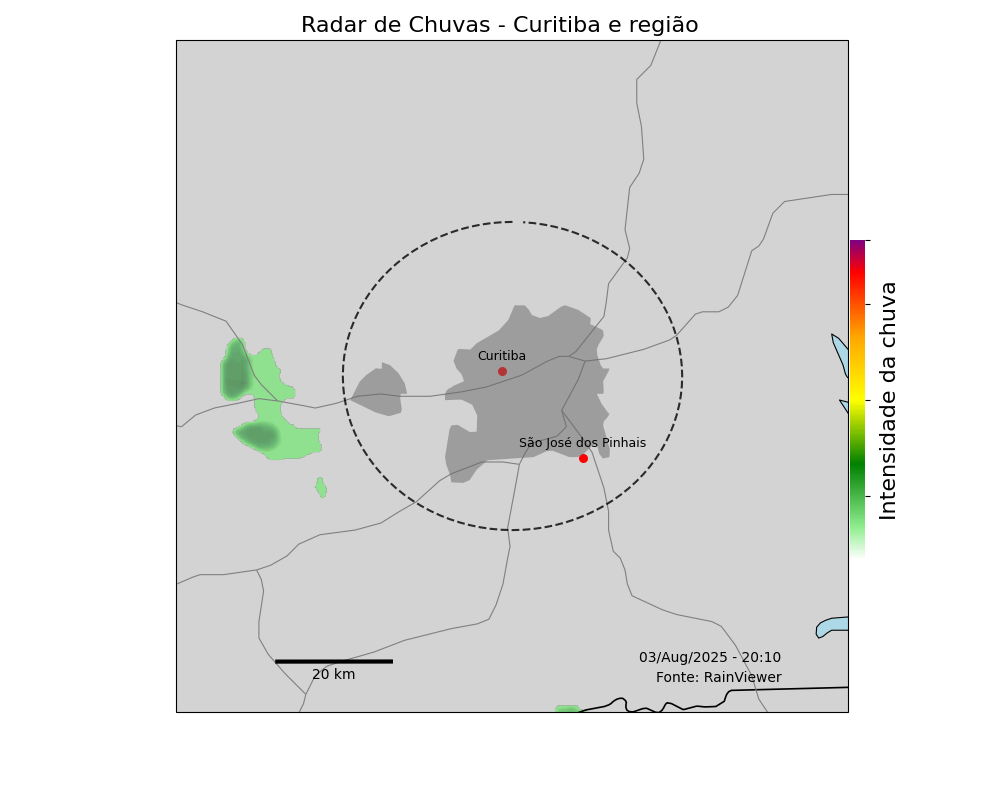 Radar de Chuvas - Curitiba e região
Curitiba
São José dos Pinhais
Intensidade da chuva
03/Aug/2025 - 20:10
20 km
Fonte: RainViewer